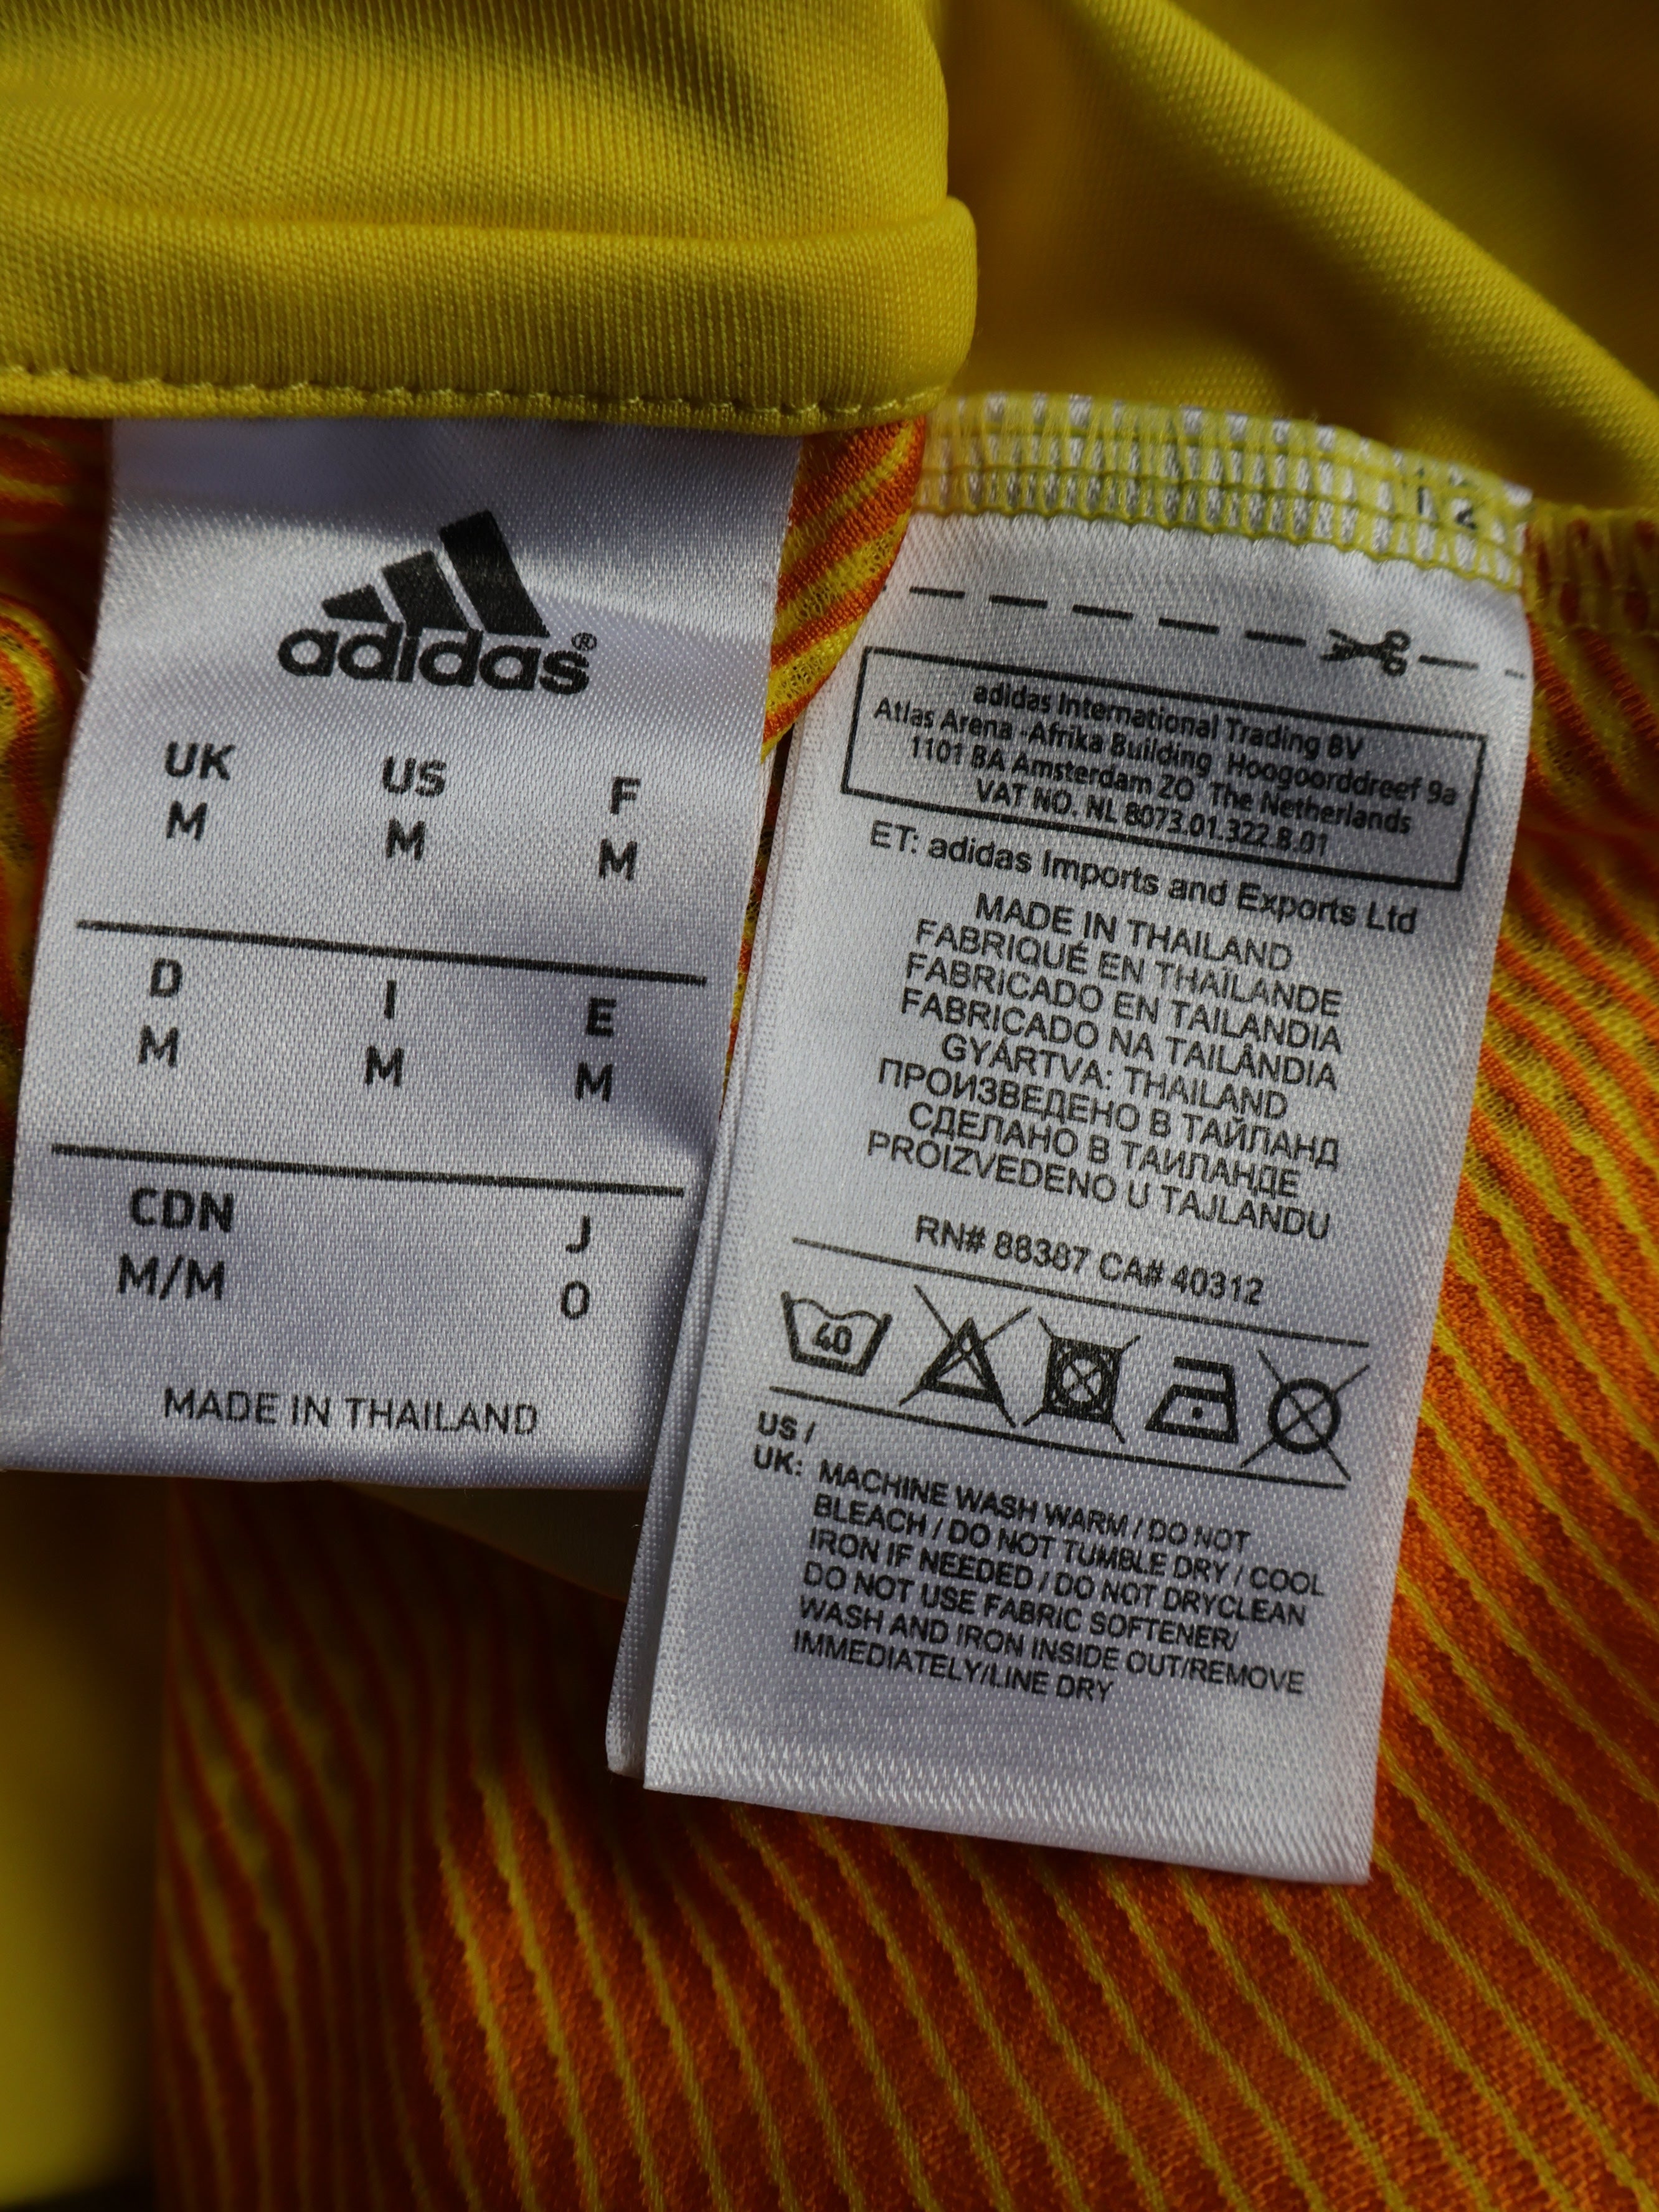 adidas®
UK US F
M M M
D I E
M M M
CDN J
M/M O
MADE IN THAILAND
12
adidas International Trading BV
Atlas Arena -Afrika Building Hoogoorddreef 9a
1101 BA Amsterdam ZO The Netherlands
VAT NO. NL 8073.01.322.B.01
ET: adidas Imports and Exports Ltd
MADE IN THAILAND
FABRIQUÉ EN THAÏLANDE
FABRICADO EN TAILANDIA
FABRICADO NA TAILÂNDIA
GYÁRTVA: THAILAND
ПРОИЗВЕДЕНО В ТАЙЛАНД
СДЕЛАНО В ТАИЛАНДЕ
PROIZVEDENO U TAJLANDU
RN# 88387 CA# 40312
40
US /
UK: MACHINE WASH WARM / DO NOT
BLEACH / DO NOT TUMBLE DRY / COOL
IRON IF NEEDED / DO NOT DRYCLEAN
DO NOT USE FABRIC SOFTENER/
WASH AND IRON INSIDE OUT/REMOVE
IMMEDIATELY/LINE DRY